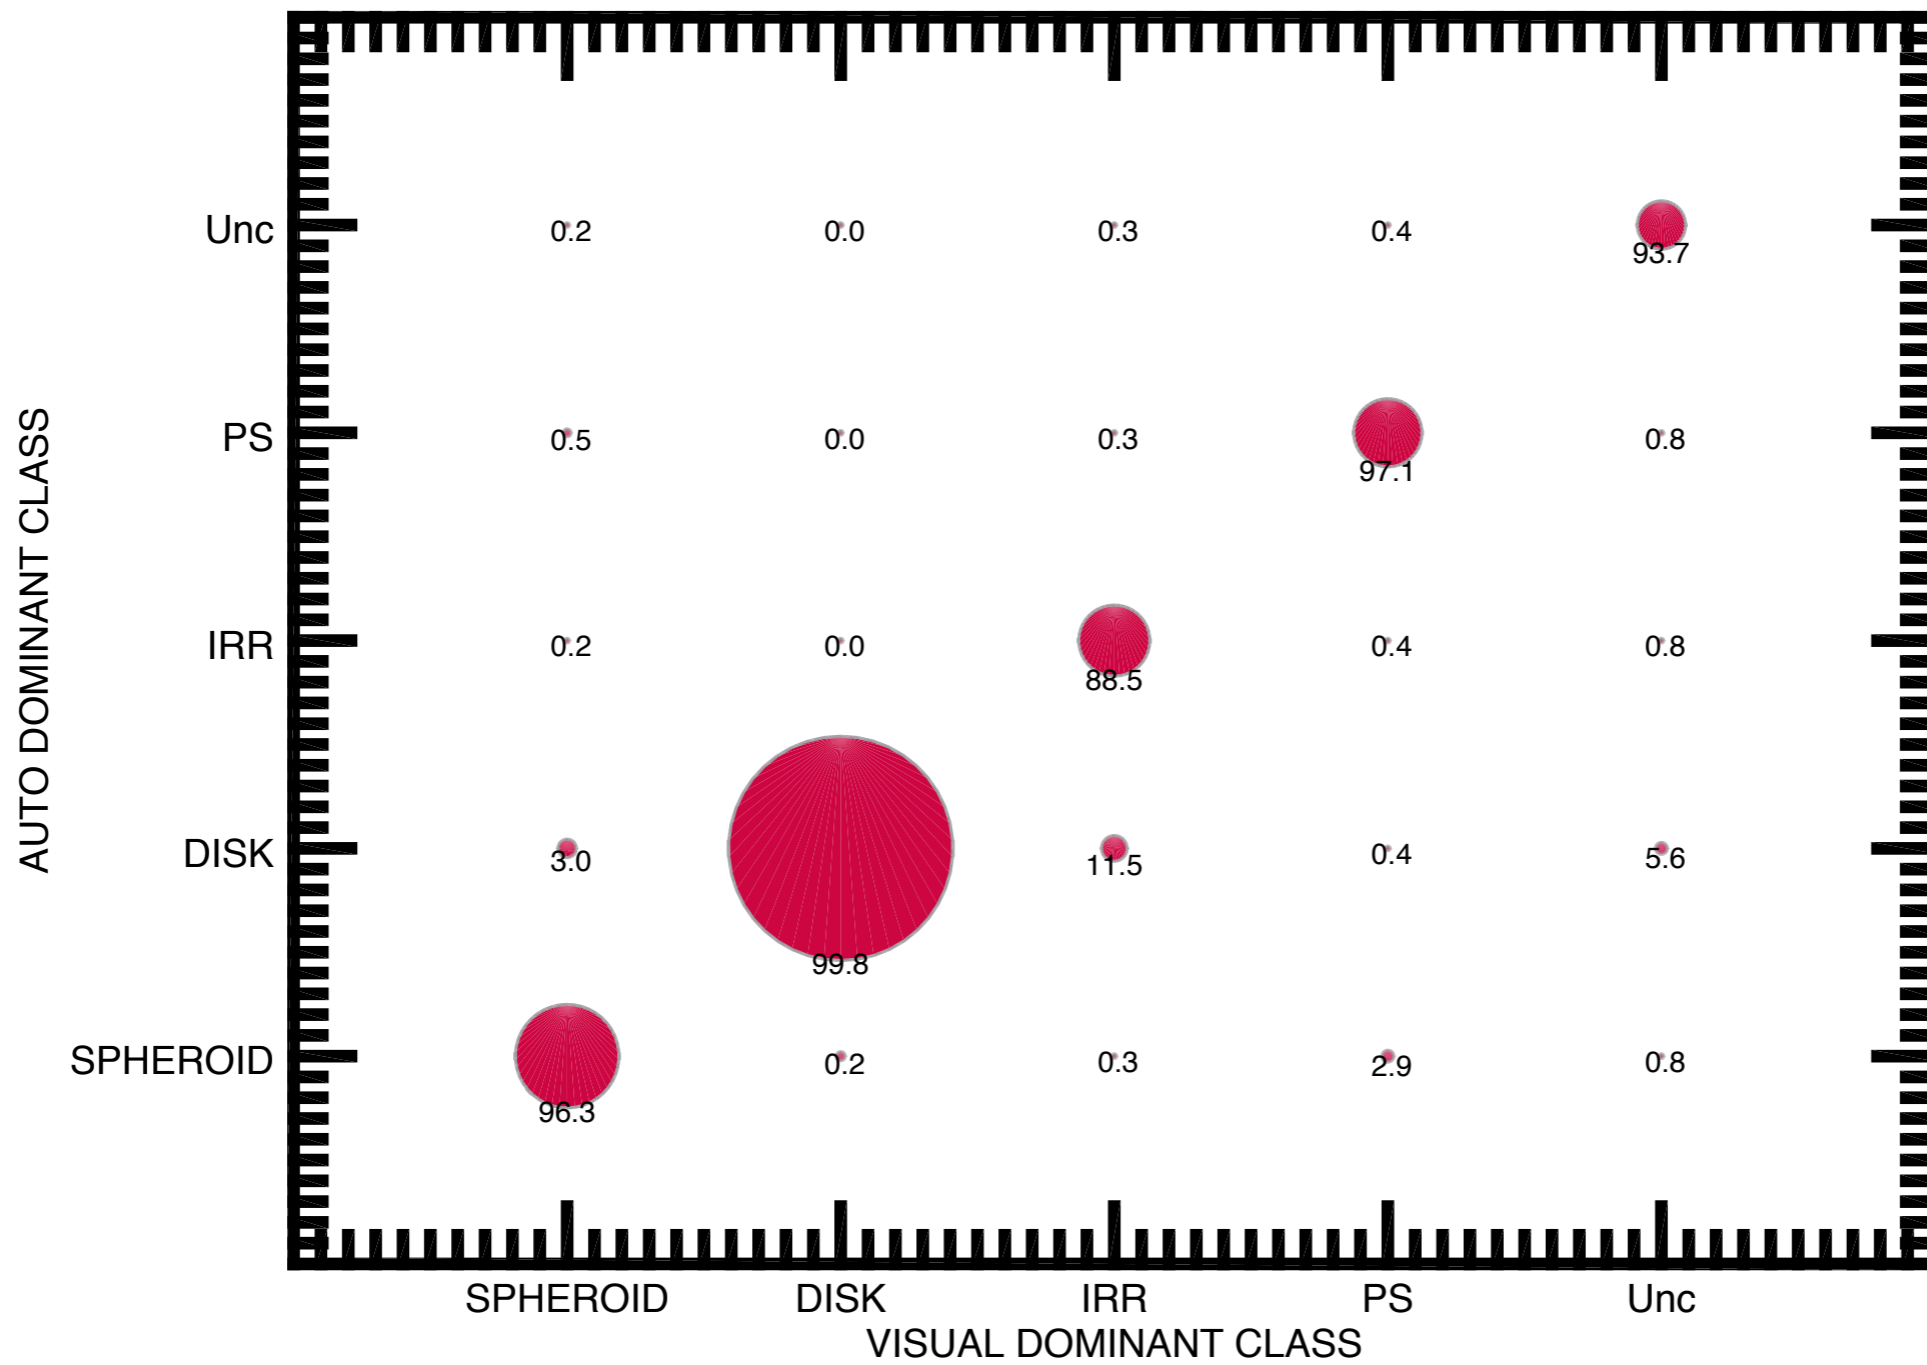 Unc 0.2 0.0 0.3 0.4 93.7
PS 0.5 0.0 0.3 97.1 0.8
IRR 0.2 0.0 88.5 0.4 0.8
DISK 3.0 99.8 11.5 0.4 5.6
SPHEROID 96.3 0.2 0.3 2.9 0.8
AUTO DOMINANT CLASS
SPHEROID DISK IRR PS Unc
VISUAL DOMINANT CLASS